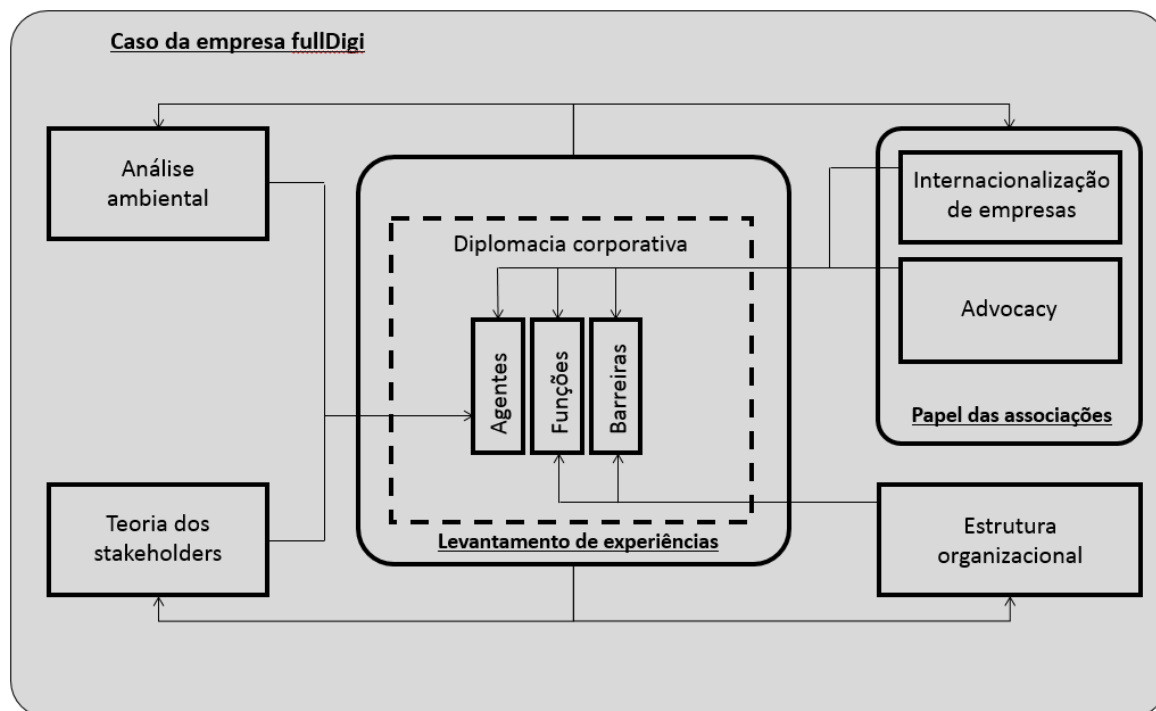 Caso da empresa fullDigi
Análise
ambiental
Internacionalização
de empresas
Diplomacia corporativa
Advocacy
Agentes
Funções
Barreiras
Papel das associações
Teoria dos
stakeholders
Levantamento de experiências
Estrutura
organizacional